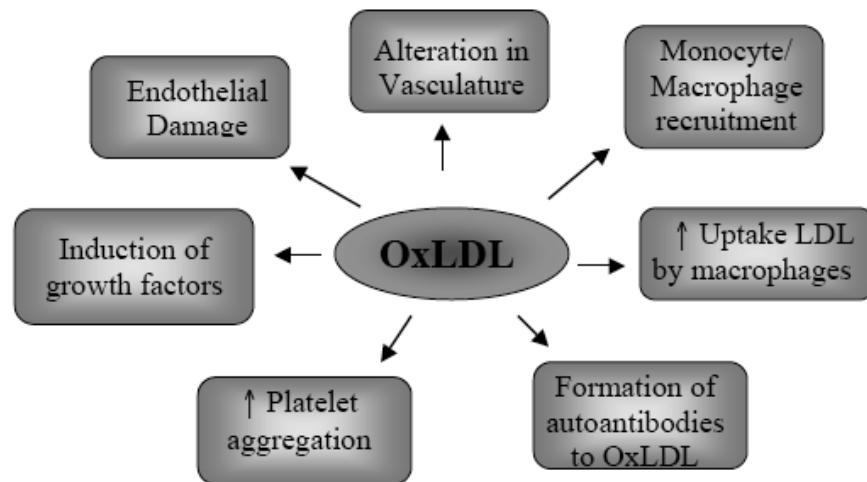 Alteration in
Vasculature
Monocyte/
Macrophage
recruitment
Endothelial
Damage
OxLDL
↑ Uptake LDL
by macrophages
Induction of
growth factors
↑ Platelet
aggregation
Formation of
autoantibodies
to OxLDL